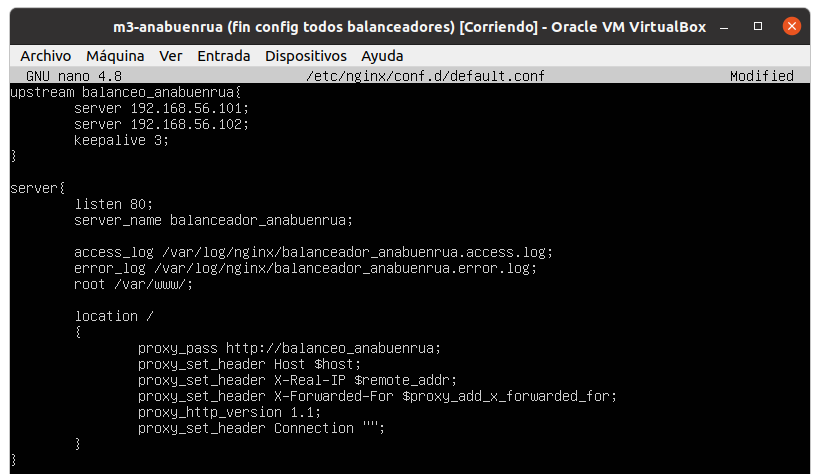 m3-anabuenrua (fin config todos balanceadores) [Corriendo] - Oracle VM VirtualBox
Archivo Máquina Ver Entrada Dispositivos Ayuda
GNU nano 4.8 /etc/nginx/conf.d/default.conf Modified
upstream balanceo_anabuenrua{
server 192.168.56.101;
server 192.168.56.102;
keepalive 3;
}
server{
listen 80;
server_name balanceador_anabuenrua;
access_log /var/log/nginx/balanceador_anabuenrua.access.log;
error_log /var/log/nginx/balanceador_anabuenrua.error.log;
root /var/www/;
location /
{
proxy_pass http://balanceo_anabuenrua;
proxy_set_header Host $host;
proxy_set_header X-Real-IP $remote_addr;
proxy_set_header X-Forwarded-For $proxy_add_x_forwarded_for;
proxy_http_version 1.1;
proxy_set_header Connection "";
}
}